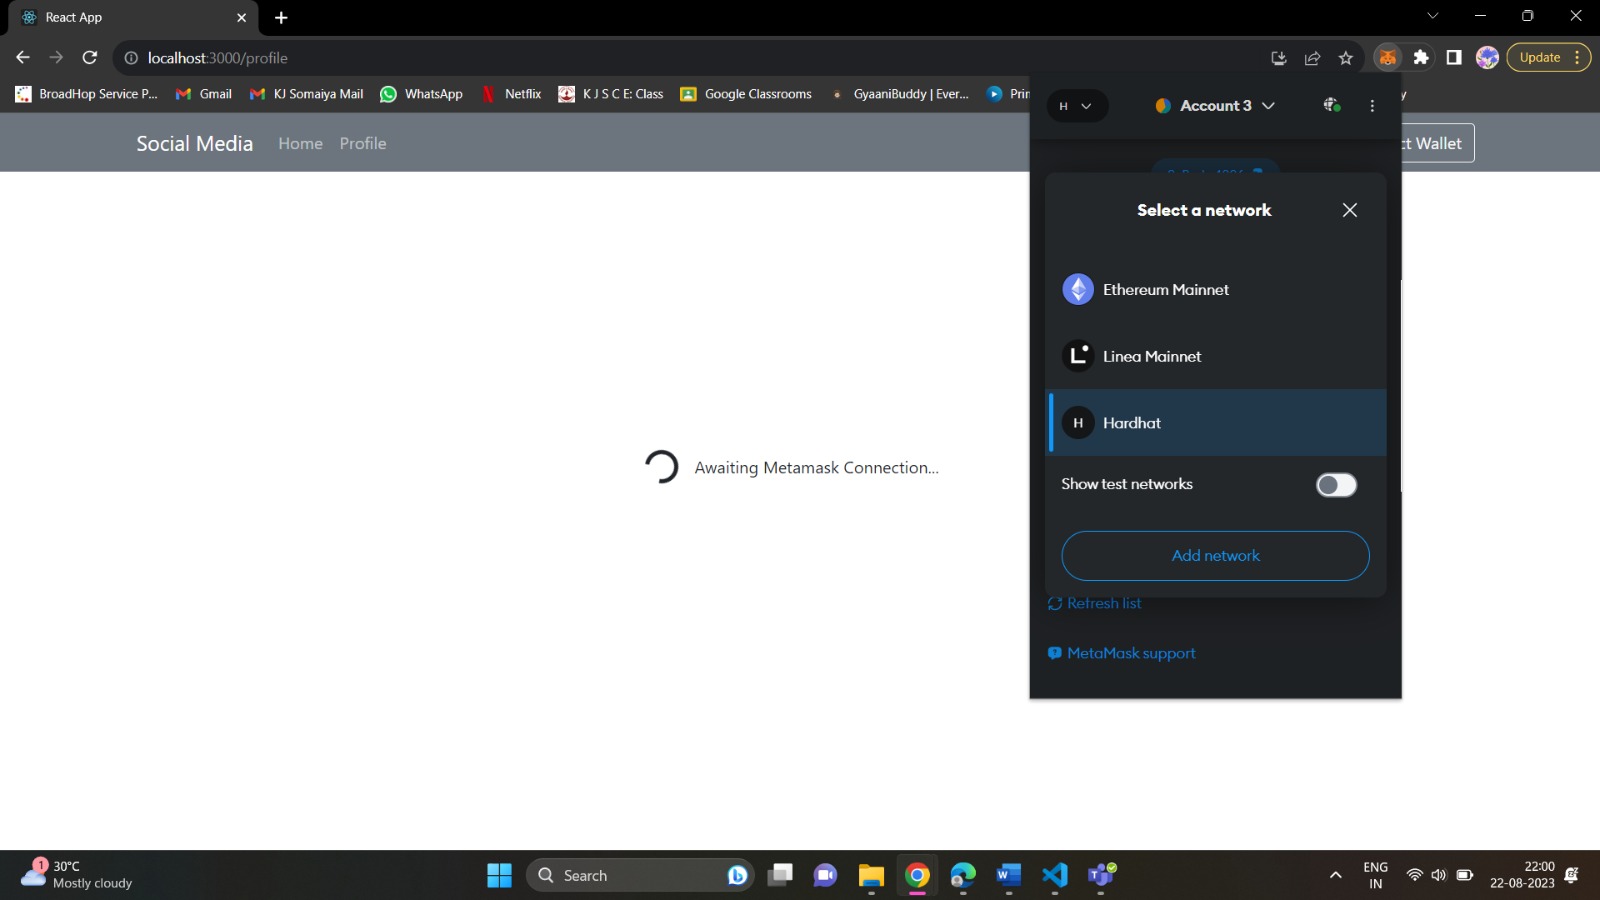 React App
localhost:3000/profile
Update
BroadHop Service P...
Gmail
KJ Somaiya Mail
WhatsApp
Netflix
K J S C E: Class
Google Classrooms
GyaaniBuddy | Ever...
Prin
y
H
Account 3
Social Media
Home
Profile
ct Wallet
Select a network
Ethereum Mainnet
L
Linea Mainnet
H
Hardhat
Awaiting Metamask Connection...
Show test networks
Add network
Refresh list
MetaMask support
1
30°C
Mostly cloudy
Search
ENG
IN
22:00
22-08-2023